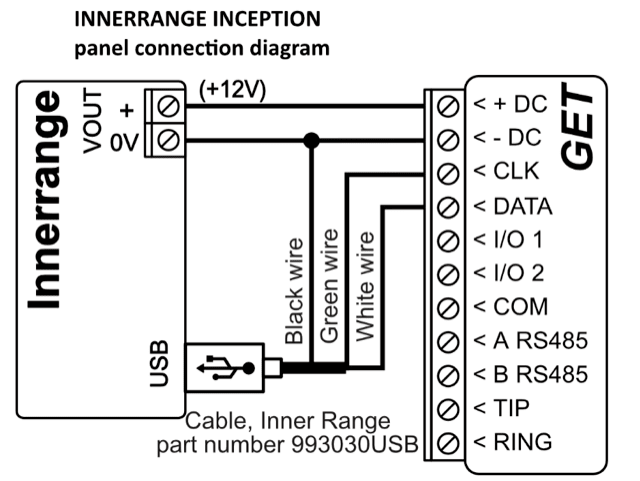 INNERRANGE INCEPTION
panel connection diagram
Innerrange
VOUT
+
0V
(+12V)
USB
Black wire
Green wire
White wire
Cable, Inner Range
part number 993030USB
GET
< + DC
< - DC
< CLK
< DATA
< I/O 1
< I/O 2
< COM
< A RS485
< B RS485
< TIP
< RING